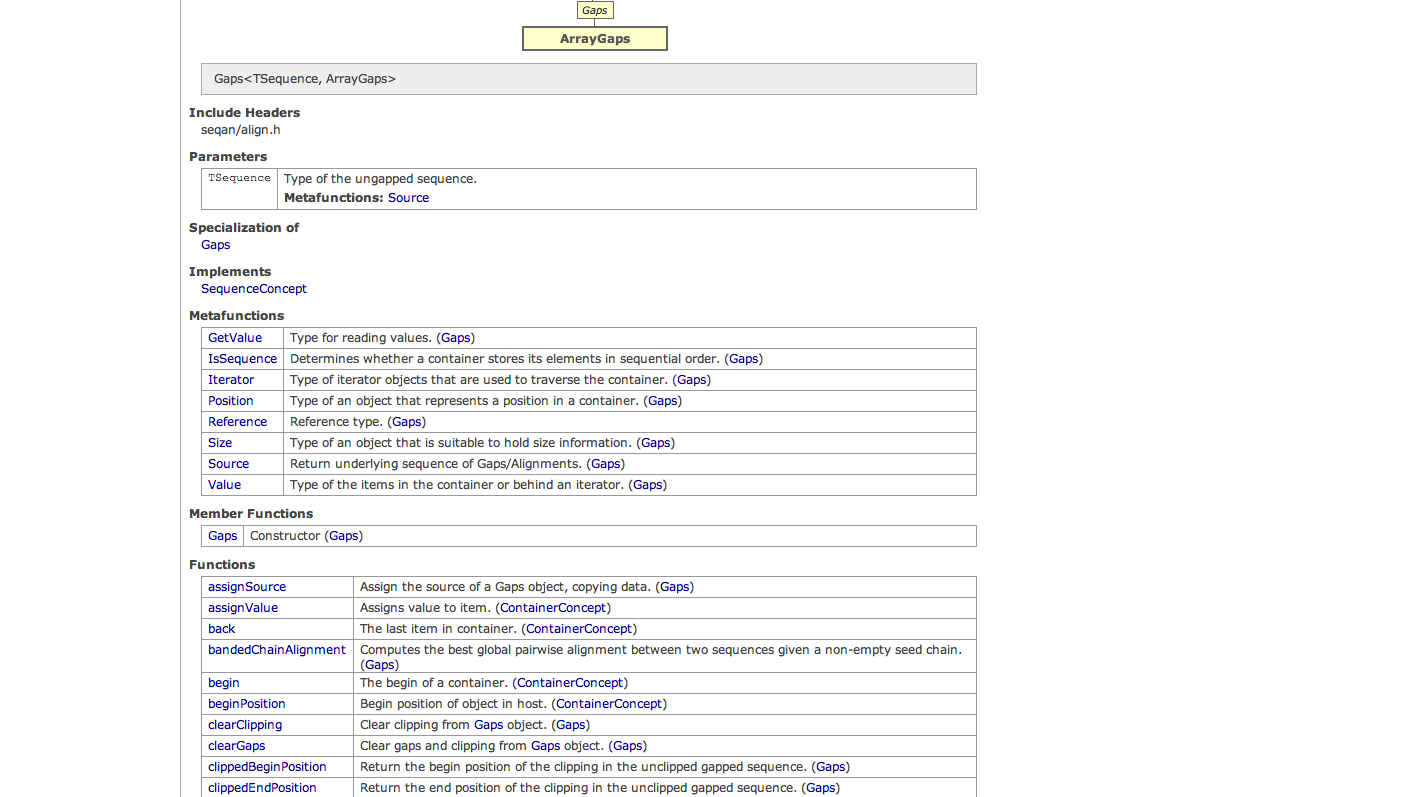 Gaps
ArrayGaps
Gaps<TSequence, ArrayGaps>
Include Headers
seqan/align.h
Parameters
TSequence Type of the ungapped sequence.
Metafunctions: Source
Specialization of
Gaps
Implements
SequenceConcept
Metafunctions
GetValue Type for reading values. (Gaps)
IsSequence Determines whether a container stores its elements in sequential order. (Gaps)
Iterator Type of iterator objects that are used to traverse the container. (Gaps)
Position Type of an object that represents a position in a container. (Gaps)
Reference Reference type. (Gaps)
Size Type of an object that is suitable to hold size information. (Gaps)
Source Return underlying sequence of Gaps/Alignments. (Gaps)
Value Type of the items in the container or behind an iterator. (Gaps)
Member Functions
Gaps Constructor (Gaps)
Functions
assignSource Assign the source of a Gaps object, copying data. (Gaps)
assignValue Assigns value to item. (ContainerConcept)
back The last item in container. (ContainerConcept)
bandedChainAlignment Computes the best global pairwise alignment between two sequences given a non-empty seed chain.
(Gaps)
begin The begin of a container. (ContainerConcept)
beginPosition Begin position of object in host. (ContainerConcept)
clearClipping Clear clipping from Gaps object. (Gaps)
clearGaps Clear gaps and clipping from Gaps object. (Gaps)
clippedBeginPosition Return the begin position of the clipping in the unclipped gapped sequence. (Gaps)
clippedEndPosition Return the end position of the clipping in the unclipped gapped sequence. (Gaps)